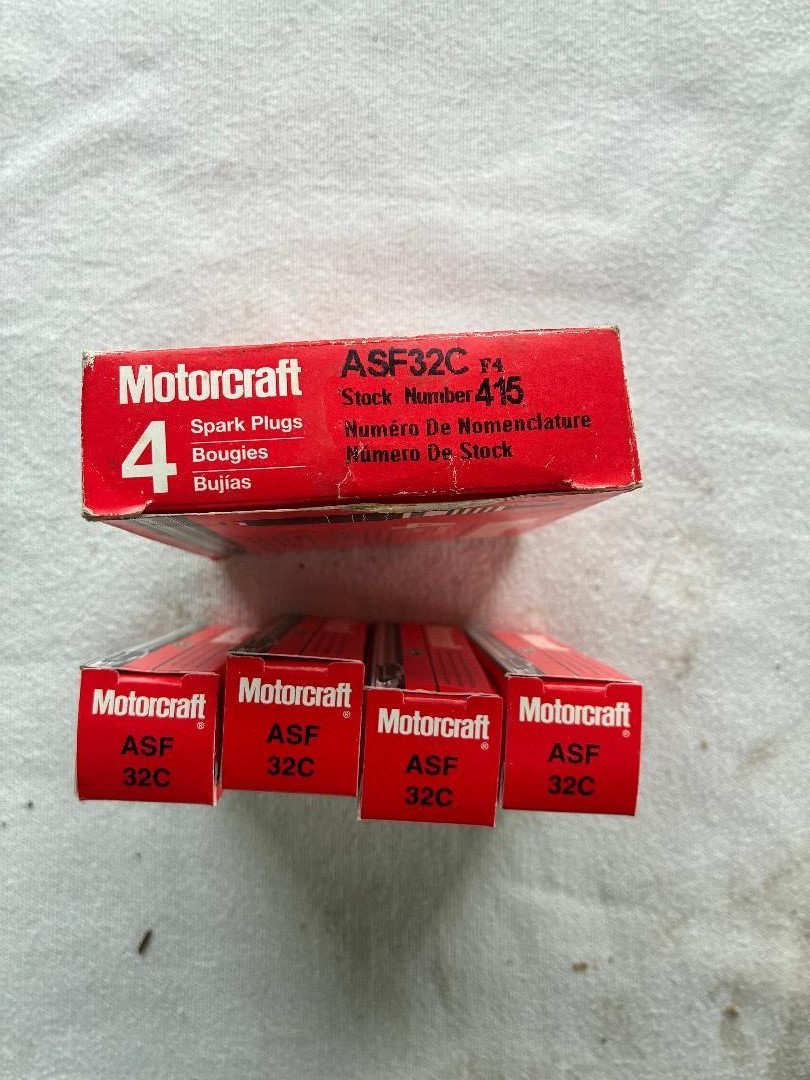 Motorcraft
4
Spark Plugs
Bougies
Bujías
ASF32C F4
Stock Number 415
Numéro De Nomenclature
Número De Stock
Motorcraft®
ASF
32C
Motorcraft®
ASF
32C
Motorcraft®
ASF
32C
Motorcraft®
ASF
32C